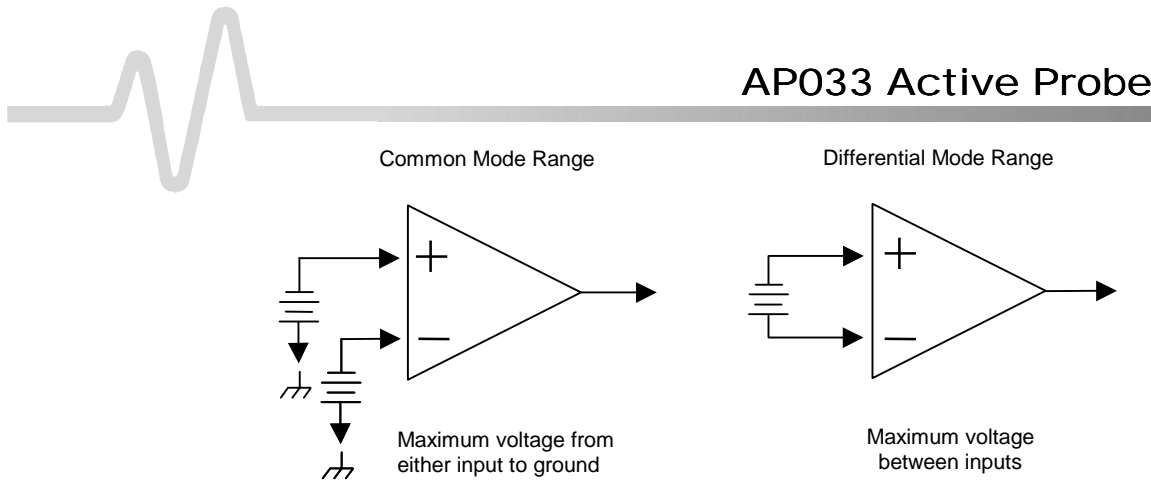 AP033 Active Probe
Common Mode Range
Differential Mode Range
+
−
+
−
Maximum voltage from
either input to ground
Maximum voltage
between inputs